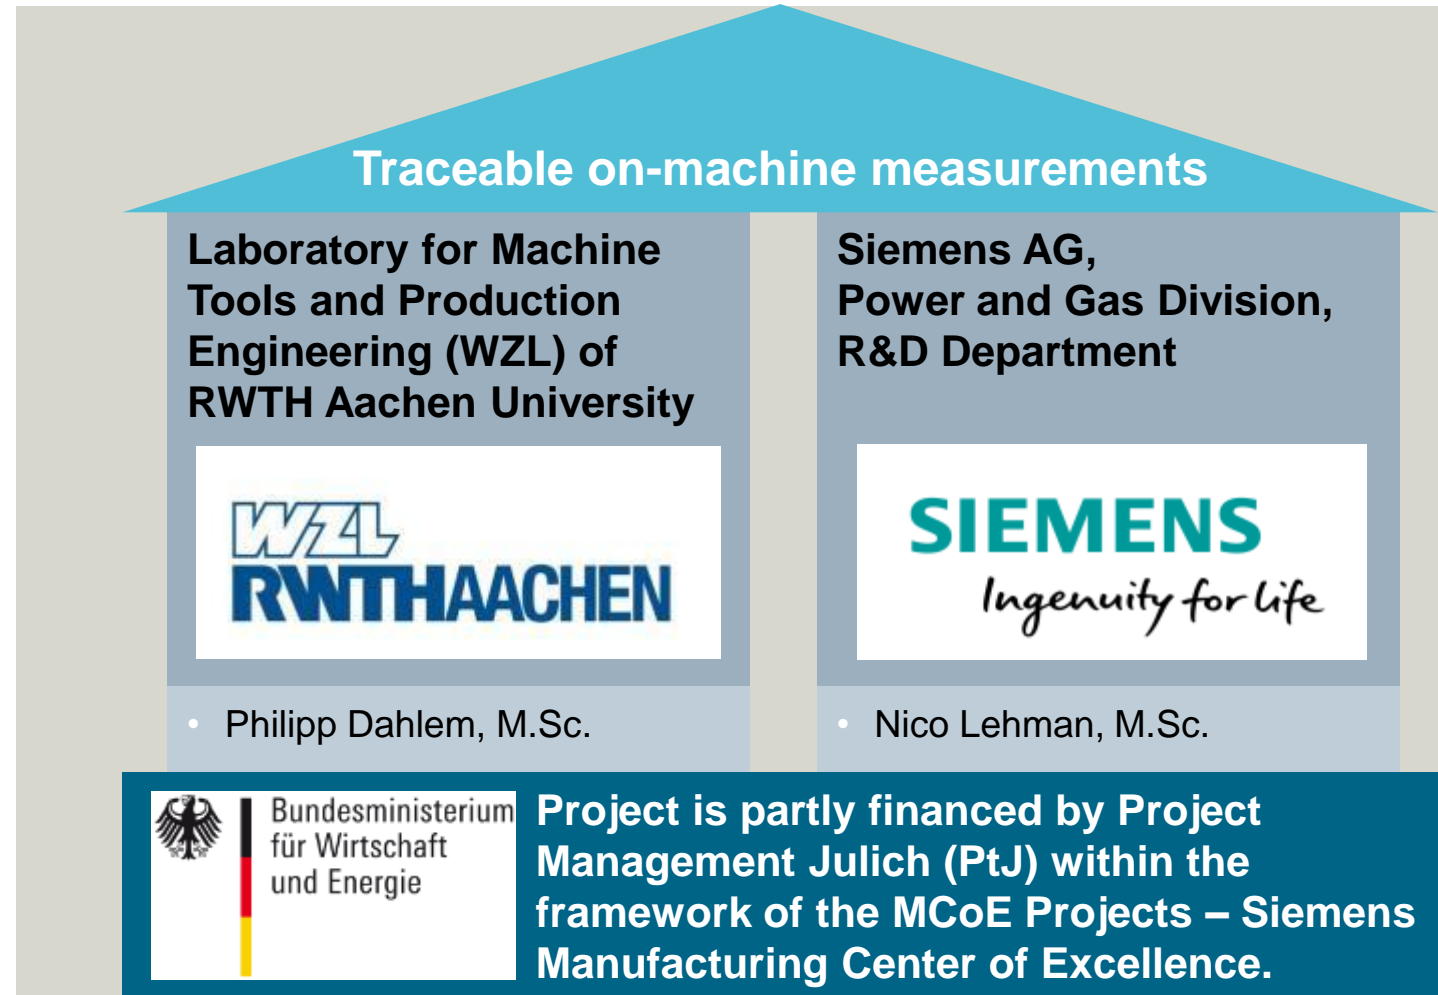 Traceable on-machine measurements
Laboratory for Machine
Tools and Production
Engineering (WZL) of
RWTH Aachen University
WZL
RWTHAACHEN
• Philipp Dahlem, M.Sc.
Siemens AG,
Power and Gas Division,
R&D Department
SIEMENS
Ingenuity for life
• Nico Lehman, M.Sc.
Bundesministerium
für Wirtschaft
und Energie
Project is partly financed by Project
Management Julich (PtJ) within the
framework of the MCoE Projects – Siemens
Manufacturing Center of Excellence.